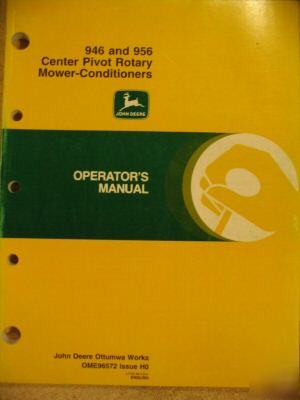 946 and 956
Center Pivot Rotary
Mower-Conditioners
JOHN DEERE
OPERATOR'S
MANUAL
John Deere Ottumwa Works
OME96572 Issue H0
ENGLISH